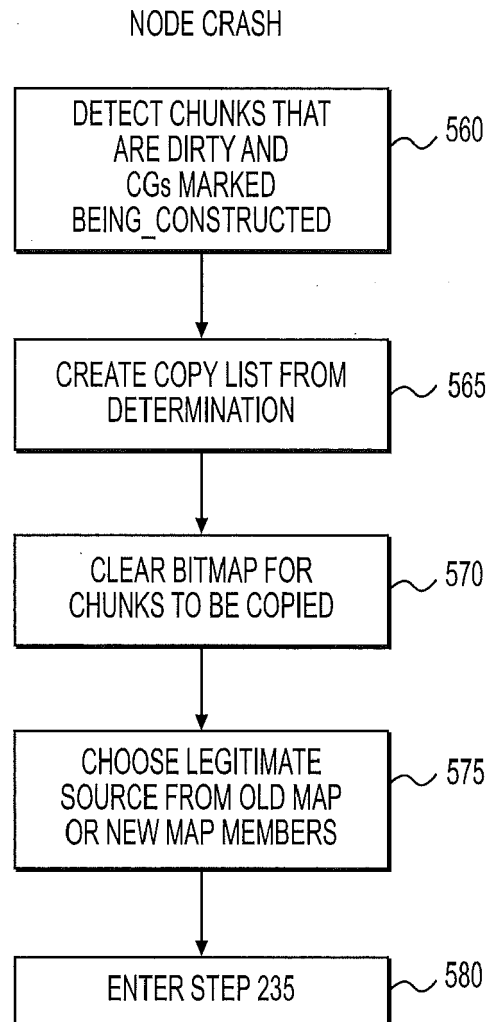 NODE CRASH
DETECT CHUNKS THAT
ARE DIRTY AND
CGs MARKED
BEING_CONSTRUCTED
560
CREATE COPY LIST FROM
DETERMINATION
565
CLEAR BITMAP FOR
CHUNKS TO BE COPIED
570
CHOOSE LEGITIMATE
SOURCE FROM OLD MAP
OR NEW MAP MEMBERS
575
ENTER STEP 235
580